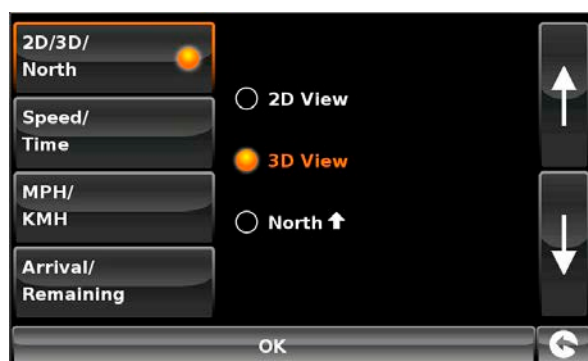 2D/3D/
North
Speed/
Time
MPH/
KMH
Arrival/
Remaining
2D View
3D View
North
OK